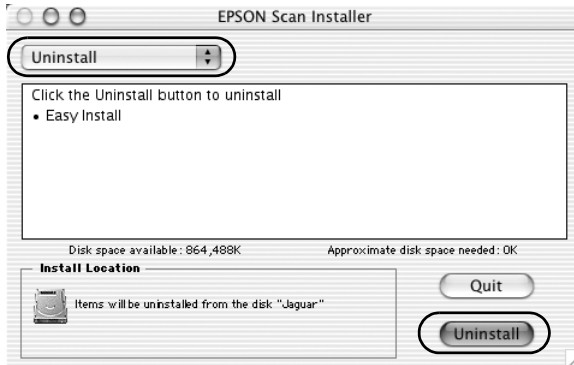 EPSON Scan Installer
Uninstall
Click the Uninstall button to uninstall
• Easy Install
Disk space available: 864,488K Approximate disk space needed: 0K
Install Location
Items will be uninstalled from the disk "Jaguar"
Quit
Uninstall